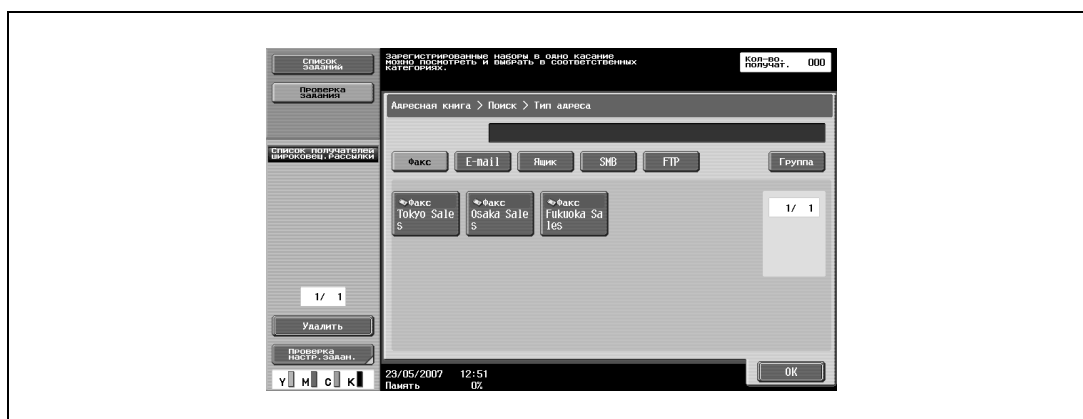 Список
заданий
Проверка
задания
Список получателей
широковещ.рассылки
1/ 1
Удалить
Проверка
настр.задан.
Y M C K
Зарегистрированные наборы в одно касание
можно посмотреть и выбрать в соответственных
категориях.
Кол-во.
получат. 000
Адресная книга > Поиск > Тип адреса
Факс E-mail Ящик SMB FTP Группа
Факс
Tokyo Sale
s
Факс
Osaka Sale
s
Факс
Fukuoka Sa
les
1/ 1
23/05/2007 12:51
Память 0%
OK